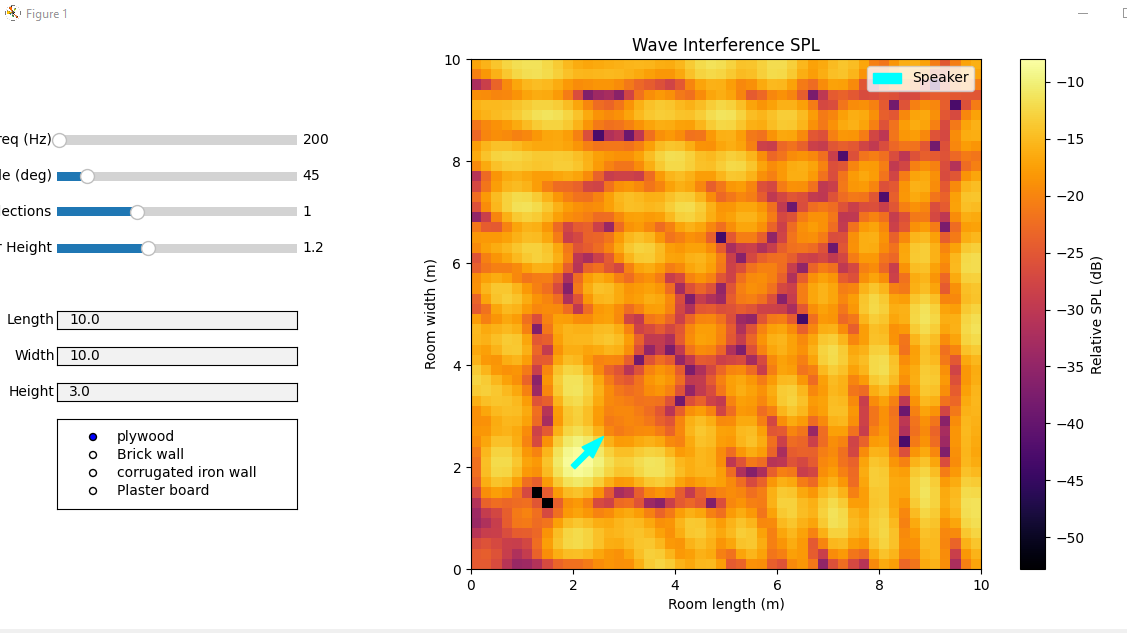 Figure 1
Wave Interference SPL
Speaker
req (Hz) 200
le (deg) 45
lections 1
r Height 1.2
Length 10.0
Width 10.0
Height 3.0
plywood
Brick wall
corrugated iron wall
Plaster board
Room width (m)
10
8
6
4
2
0
0 2 4 6 8 10
Room length (m)
−10
−15
−20
−25
−30
−35
−40
−45
−50
Relative SPL (dB)